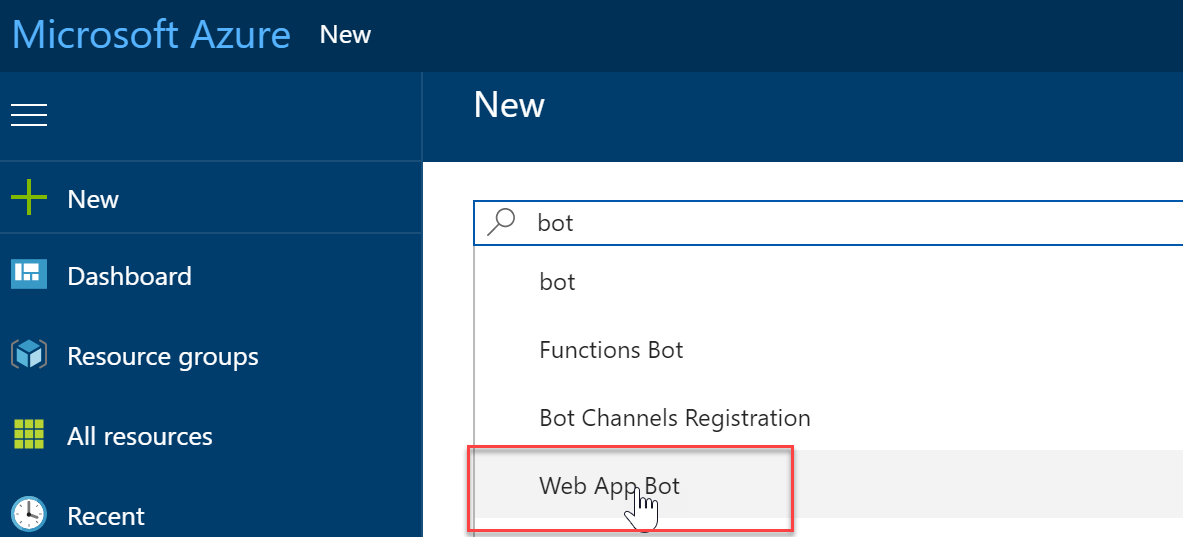 Microsoft Azure New
New
New
bot
Dashboard
bot
Resource groups
Functions Bot
All resources
Bot Channels Registration
Recent
Web App Bot